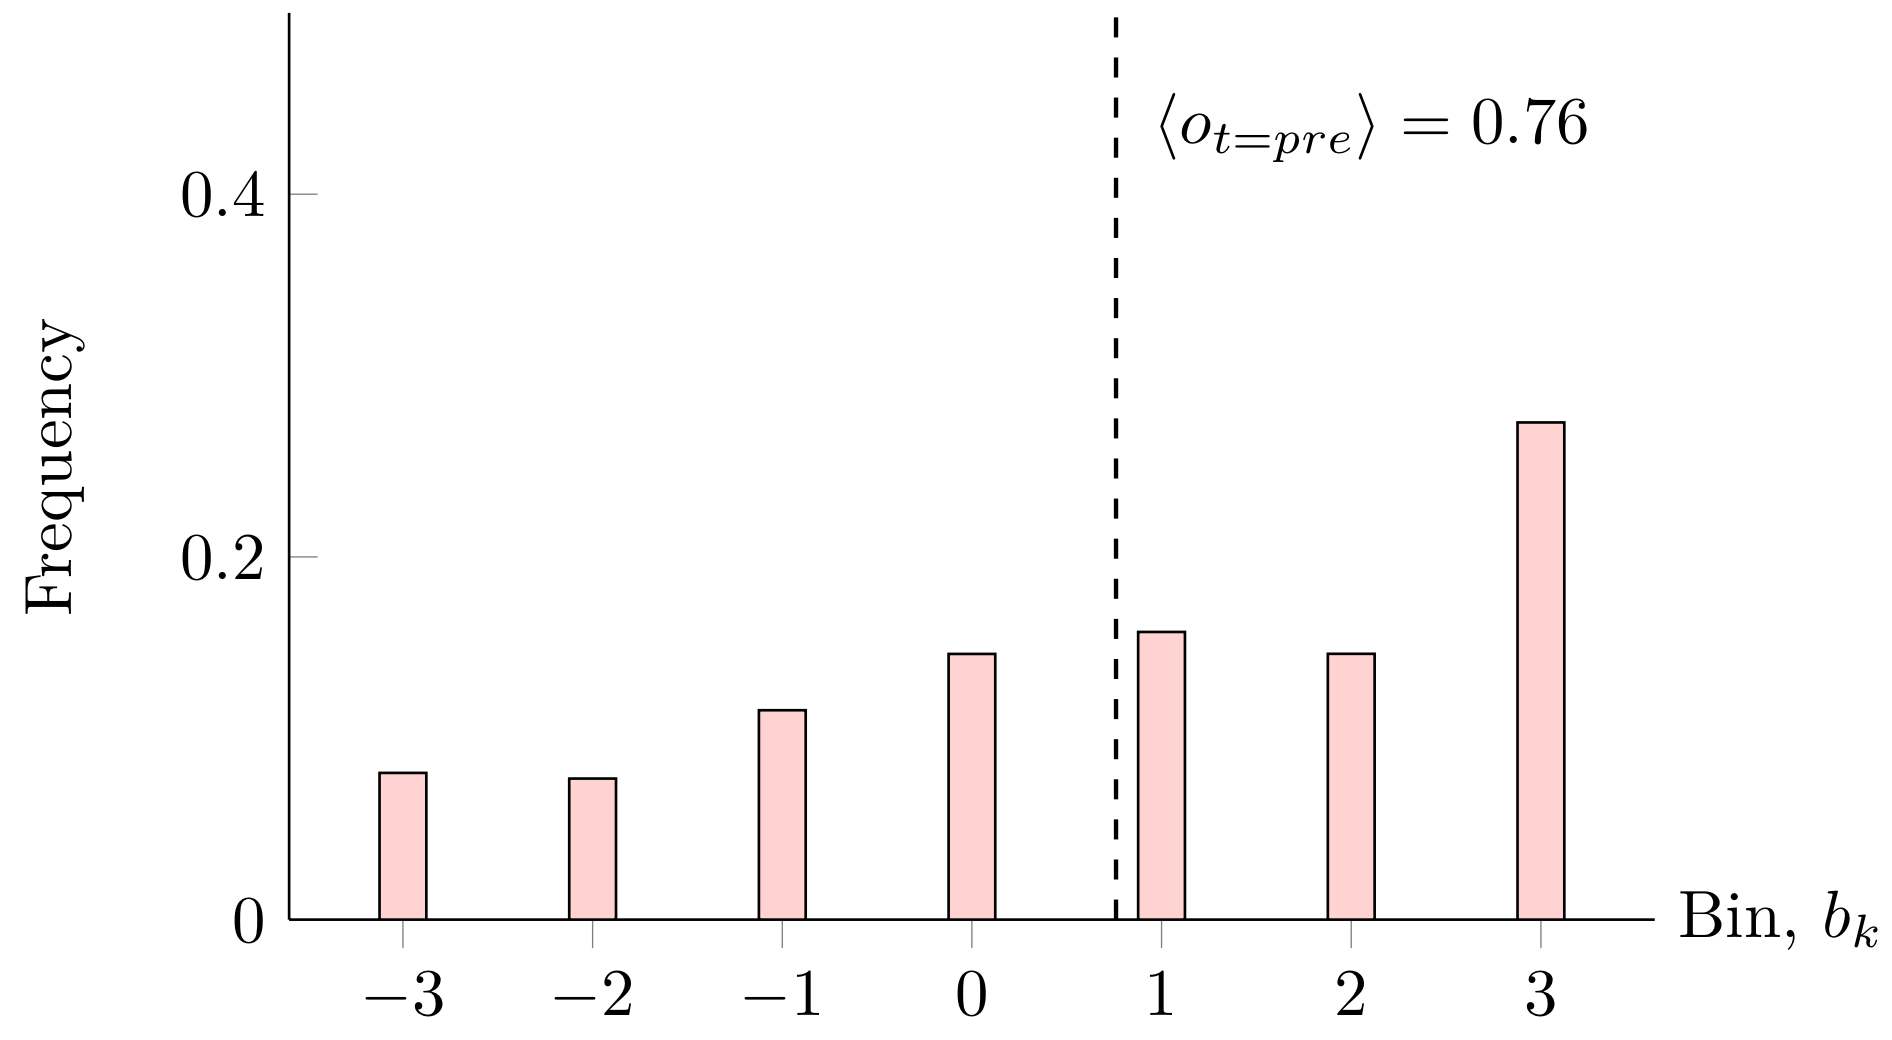 ⟨o_{t=pre}⟩ = 0.76
0.4
0.2
0
Frequency
−3 −2 −1 0 1 2 3
Bin, b_k